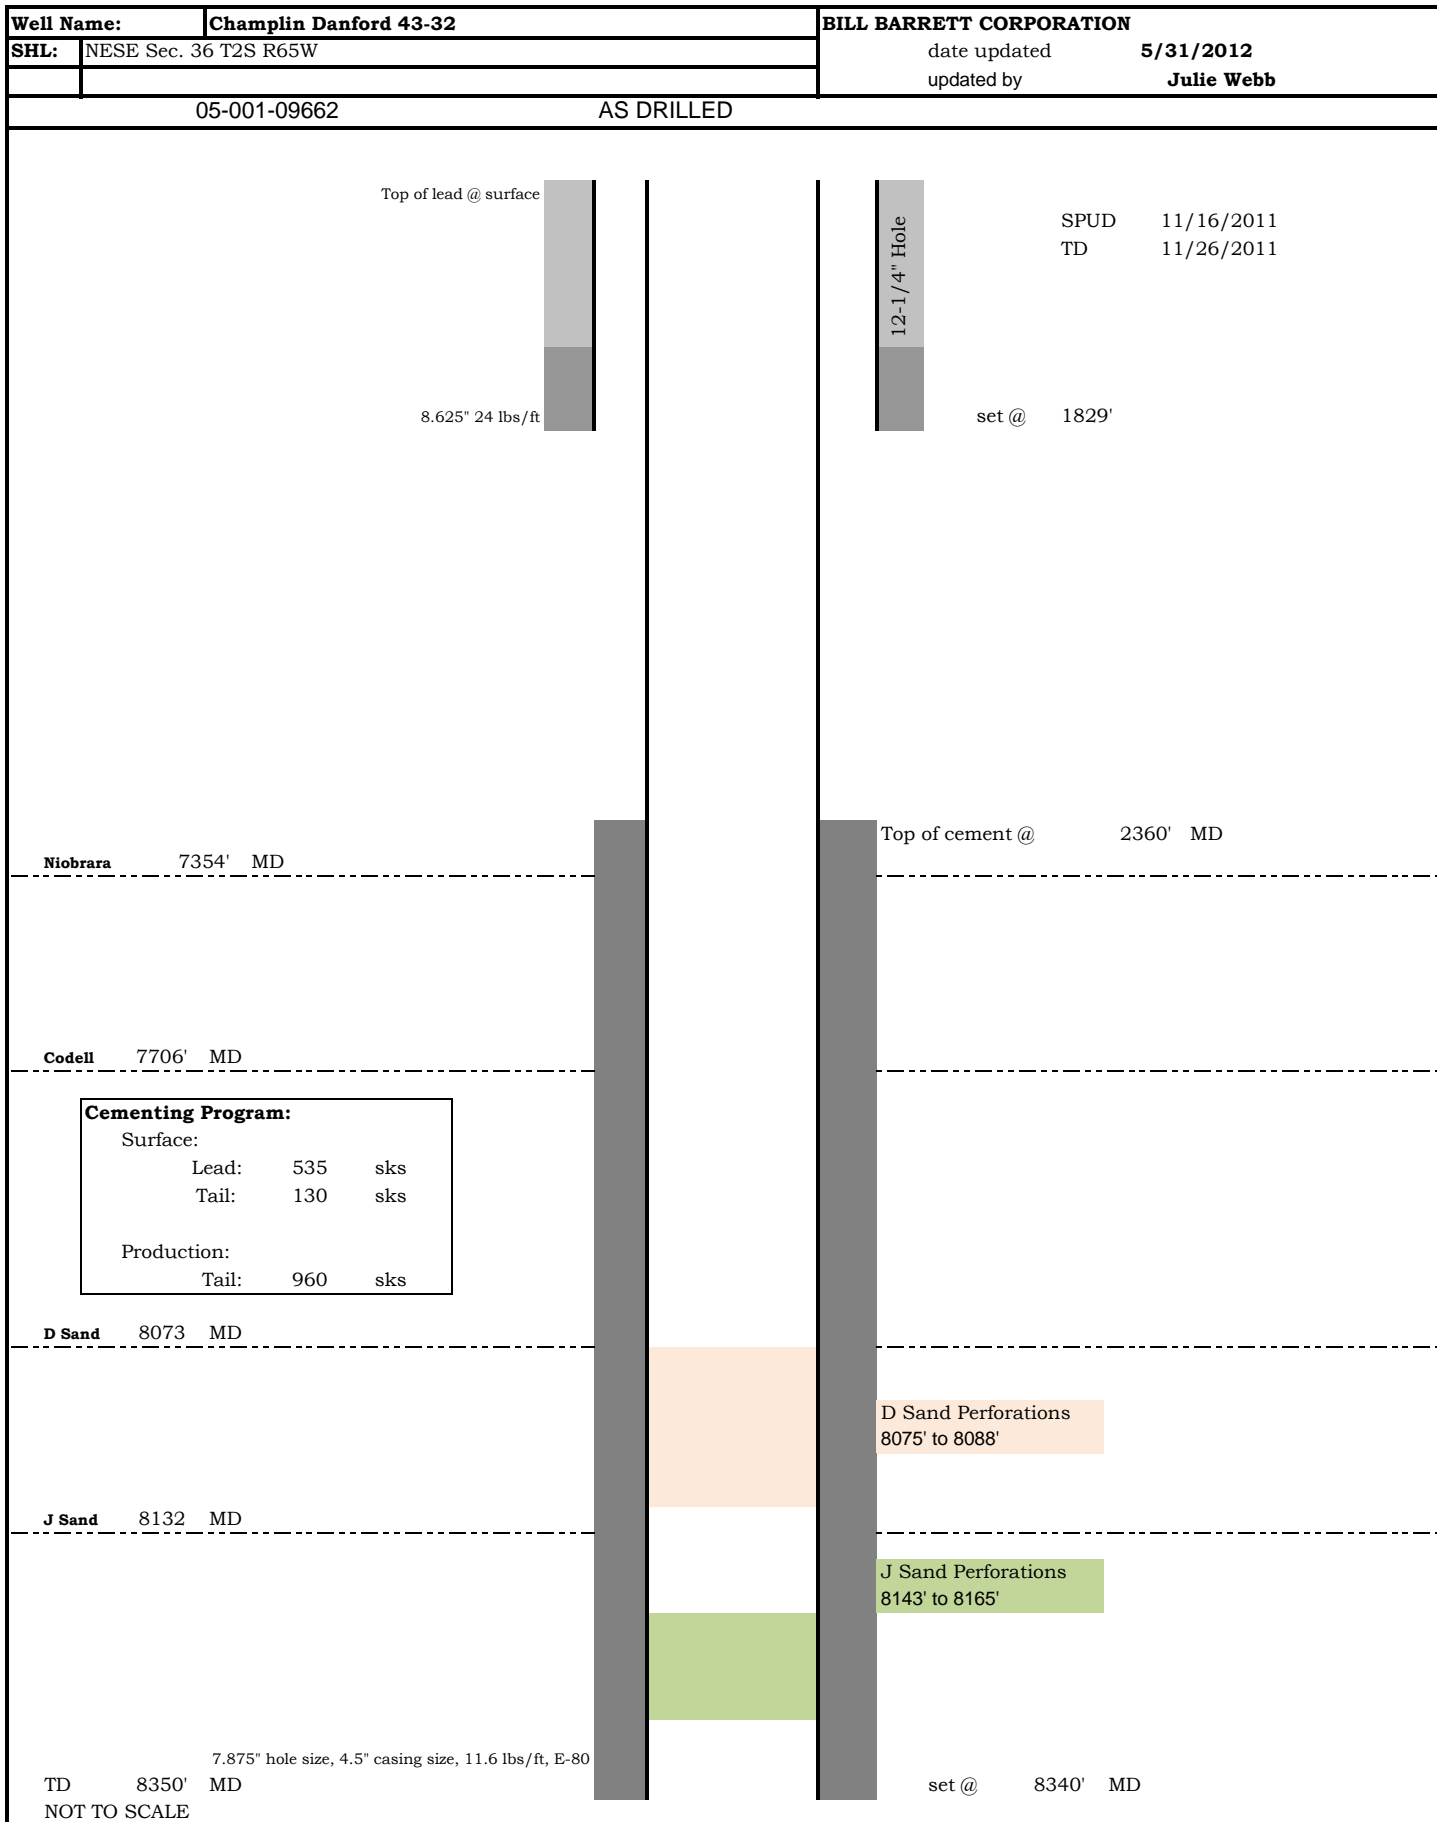 Well Name: Champlin Danford 43-32 BILL BARRETT CORPORATION
SHL: NESE Sec. 36 T2S R65W date updated 5/31/2012
updated by Julie Webb
05-001-09662 AS DRILLED
Top of lead @ surface
12-1/4" Hole
SPUD 11/16/2011
TD 11/26/2011
8.625" 24 lbs/ft set @ 1829'
Top of cement @ 2360' MD
Niobrara 7354' MD
Codell 7706' MD
Cementing Program:
Surface:
Lead: 535 sks
Tail: 130 sks
Production:
Tail: 960 sks
D Sand 8073 MD
D Sand Perforations
8075' to 8088'
J Sand 8132 MD
J Sand Perforations
8143' to 8165'
7.875" hole size, 4.5" casing size, 11.6 lbs/ft, E-80
TD 8350' MD set @ 8340' MD
NOT TO SCALE